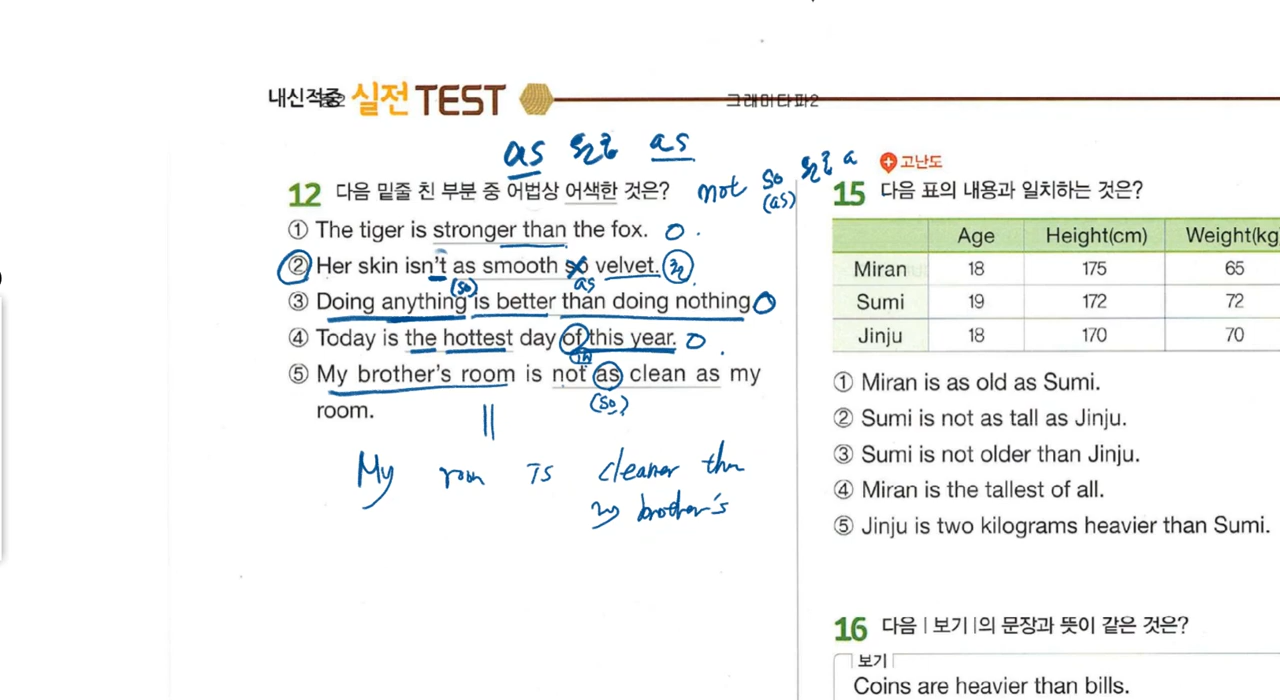 내신적중 실전 TEST
그래머타파2
as 원급 as
12 다음 밑줄 친 부분 중 어법상 어색한 것은?
not so 원급 a
(as)
① The tiger is stronger than the fox. O
② Her skin isn't as smooth so velvet.
(so) as
③ Doing anything is better than doing nothing O
④ Today is the hottest day of this year. O
in
⑤ My brother's room is not as clean as my
room.
(so)
||
My room is cleaner than
my brother's
고난도
15 다음 표의 내용과 일치하는 것은?
Age Height(cm) Weight(kg
Miran 18 175 65
Sumi 19 172 72
Jinju 18 170 70
① Miran is as old as Sumi.
② Sumi is not as tall as Jinju.
③ Sumi is not older than Jinju.
④ Miran is the tallest of all.
⑤ Jinju is two kilograms heavier than Sumi.
16 다음 | 보기 |의 문장과 뜻이 같은 것은?
보기
Coins are heavier than bills.